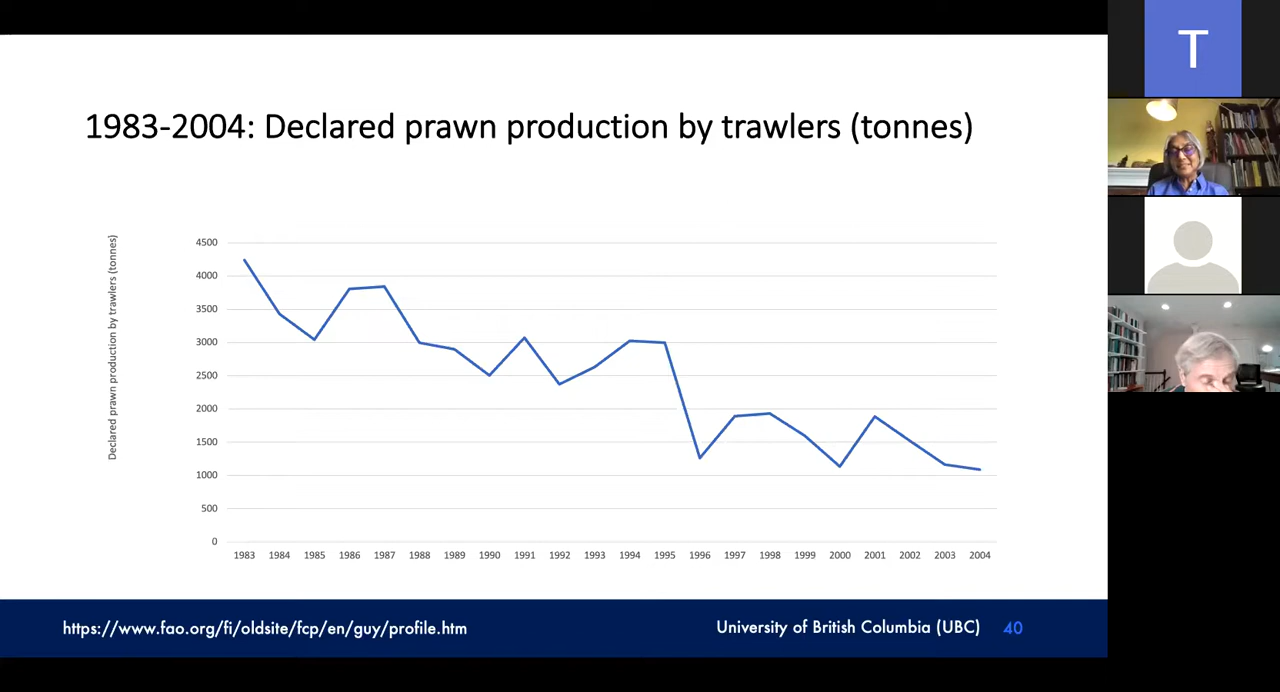 1983-2004: Declared prawn production by trawlers (tonnes)
Declared prawn production by trawlers (tonnes)
4500
4000
3500
3000
2500
2000
1500
1000
500
0
1983 1984 1985 1986 1987 1988 1989 1990 1991 1992 1993 1994 1995 1996 1997 1998 1999 2000 2001 2002 2003 2004
https://www.fao.org/fi/oldsite/fcp/en/guy/profile.htm
University of British Columbia (UBC) 40
T